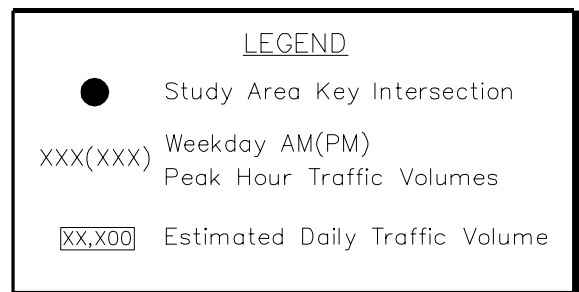 LEGEND
Study Area Key Intersection
XXX(XXX) Weekday AM(PM)
Peak Hour Traffic Volumes
XX,X00 Estimated Daily Traffic Volume